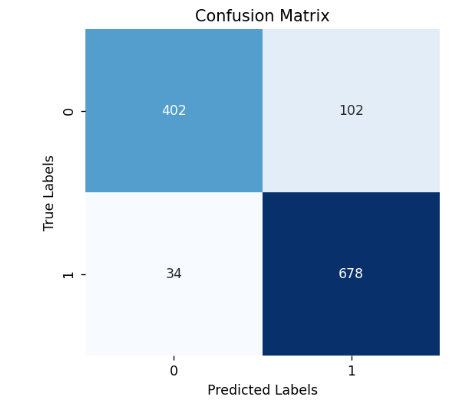 Confusion Matrix
True Labels
0
402
102
1
34
678
0
1
Predicted Labels